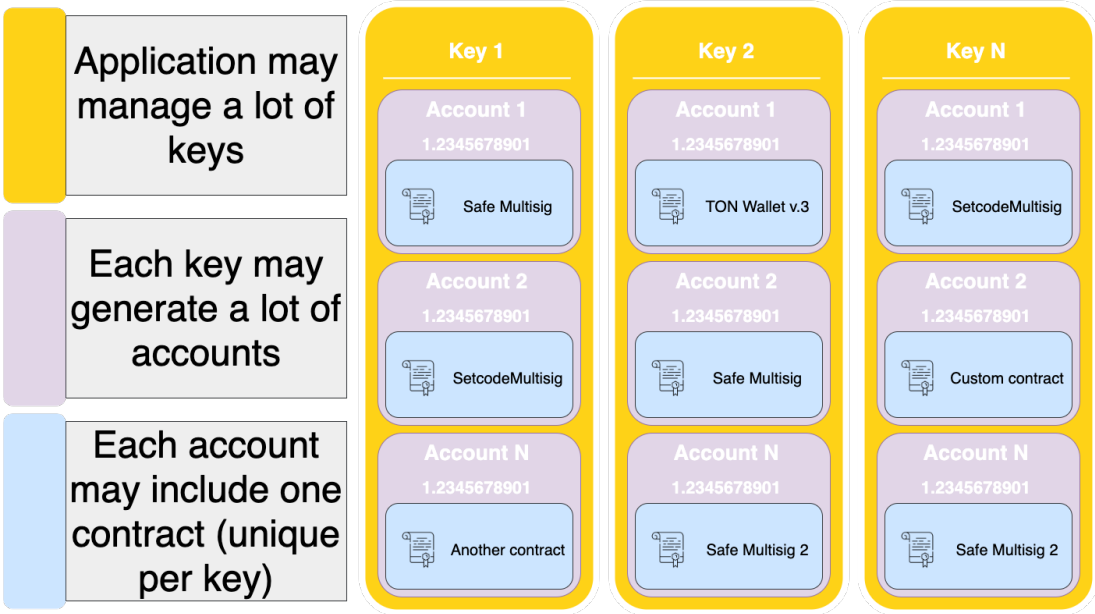 Application may
manage a lot of
keys
Each key may
generate a lot of
accounts
Each account
may include one
contract (unique
per key)
Key 1
Account 1
1.2345678901
Safe Multisig
Account 2
1.2345678901
SetcodeMultisig
Account N
1.2345678901
Another contract
Key 2
Account 1
1.2345678901
TON Wallet v.3
Account 2
1.2345678901
Safe Multisig
Account N
1.2345678901
Safe Multisig 2
Key N
Account 1
1.2345678901
SetcodeMultisig
Account 2
1.2345678901
Custom contract
Account N
1.2345678901
Safe Multisig 2